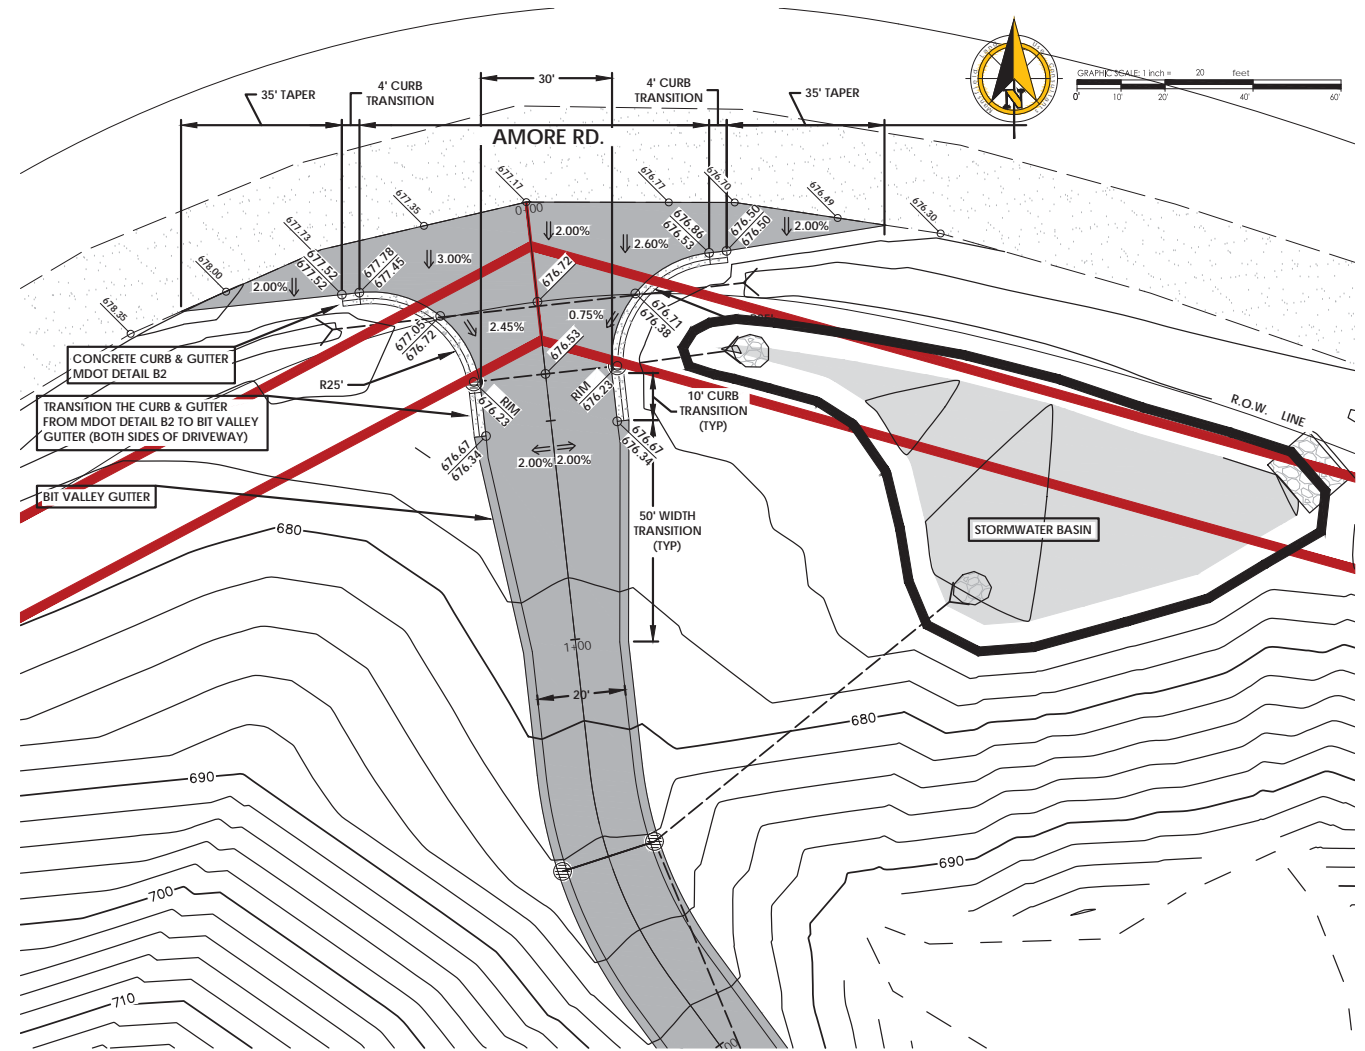 GRAPHIC SCALE: 1 inch = 20 feet
0' 10' 20' 40' 60'
N
30'
4' CURB
TRANSITION
4' CURB
TRANSITION
35' TAPER
35' TAPER
AMORE RD.
677.17
676.77
676.70
676.49
676.30
677.35
677.73
678.00
678.35
0+00
677.52
677.52
677.78
677.45
676.86
676.53
676.50
676.50
2.00%
2.60%
2.00%
3.00%
2.00%
676.72
676.71
676.38
2.45%
0.75%
677.05
676.72
676.53
CONCRETE CURB & GUTTER
MDOT DETAIL B2
R25'
RIM
676.23
RIM
676.23
10' CURB
TRANSITION
(TYP)
TRANSITION THE CURB & GUTTER
FROM MDOT DETAIL B2 TO BIT VALLEY
GUTTER (BOTH SIDES OF DRIVEWAY)
R.O.W. LINE
676.67
676.34
676.67
676.34
2.00%
2.00%
BIT VALLEY GUTTER
50' WIDTH
TRANSITION
(TYP)
STORMWATER BASIN
680
1+00
20'
680
690
690
700
710